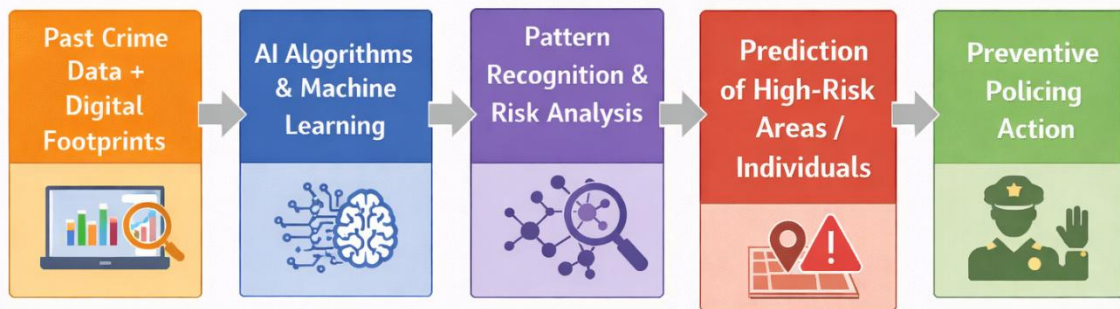 Past Crime
Data +
Digital
Footprints
AI Algorithms
& Machine
Learning
Pattern
Recognition &
Risk Analysis
Prediction
of High-Risk
Areas /
Individuals
Preventive
Policing
Action